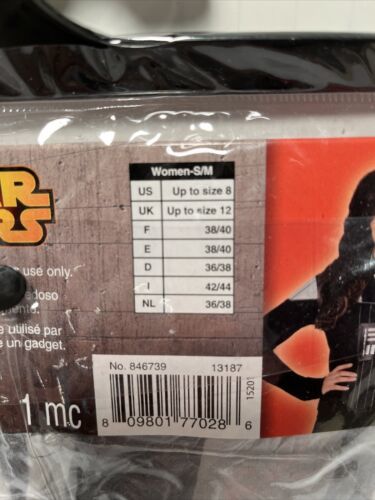 Women-S/M
US Up to size 8
UK Up to size 12
F 38/40
E 38/40
D 36/38
I 42/44
NL 36/38
AR
ARS
use only.
e utilisé par
e un gadget.
No. 846739 13187
15201
8 09801 77028 6
1 mc